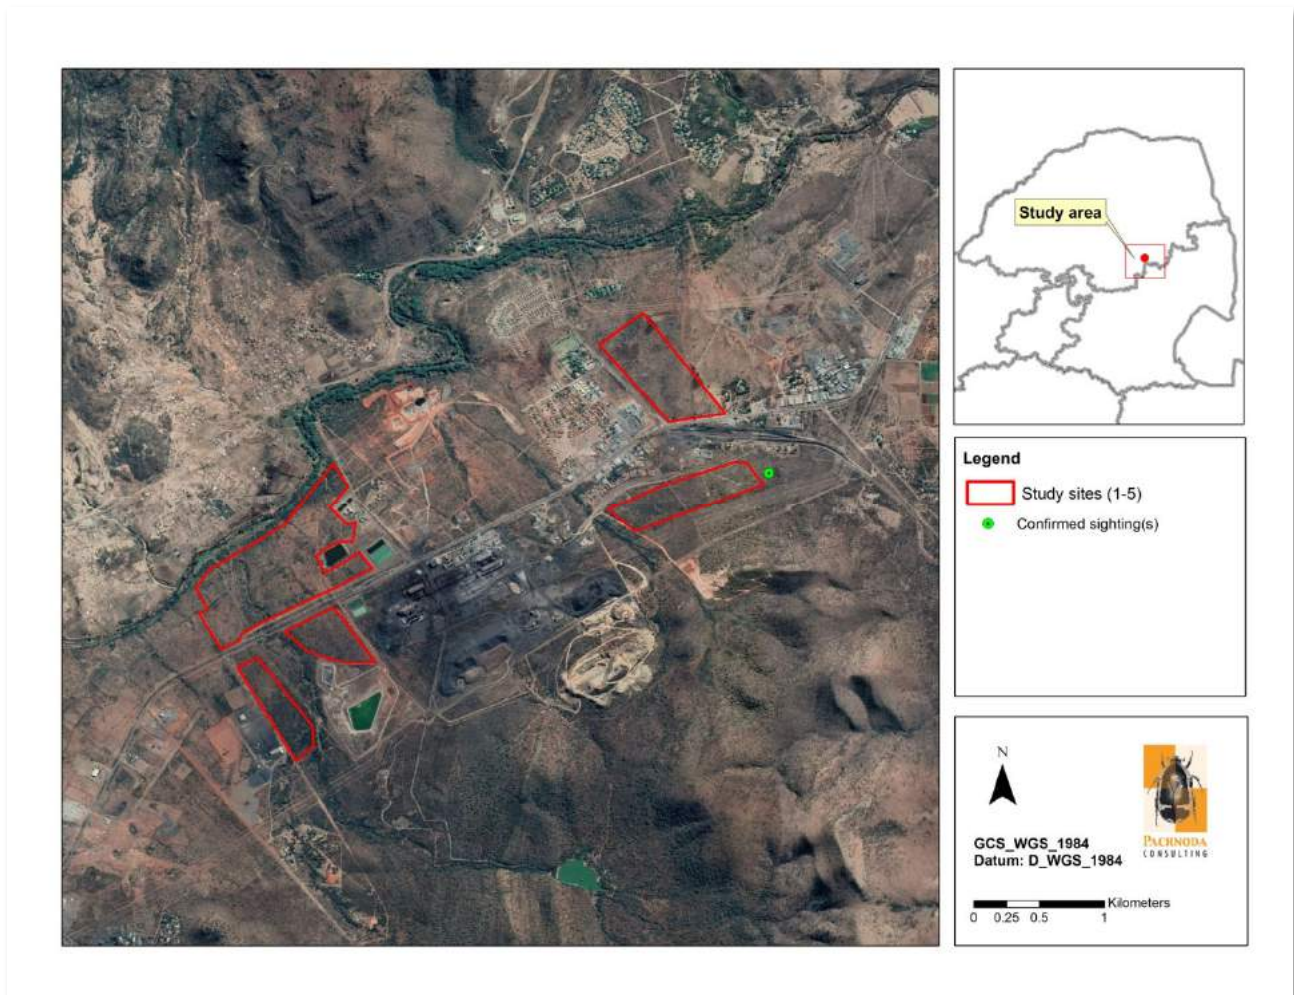 Study area
Legend
Study sites (1-5)
Confirmed sighting(s)
N
GCS_WGS_1984
Datum: D_WGS_1984
PACHNODA
CONSULTING
Kilometers
0 0.25 0.5 1